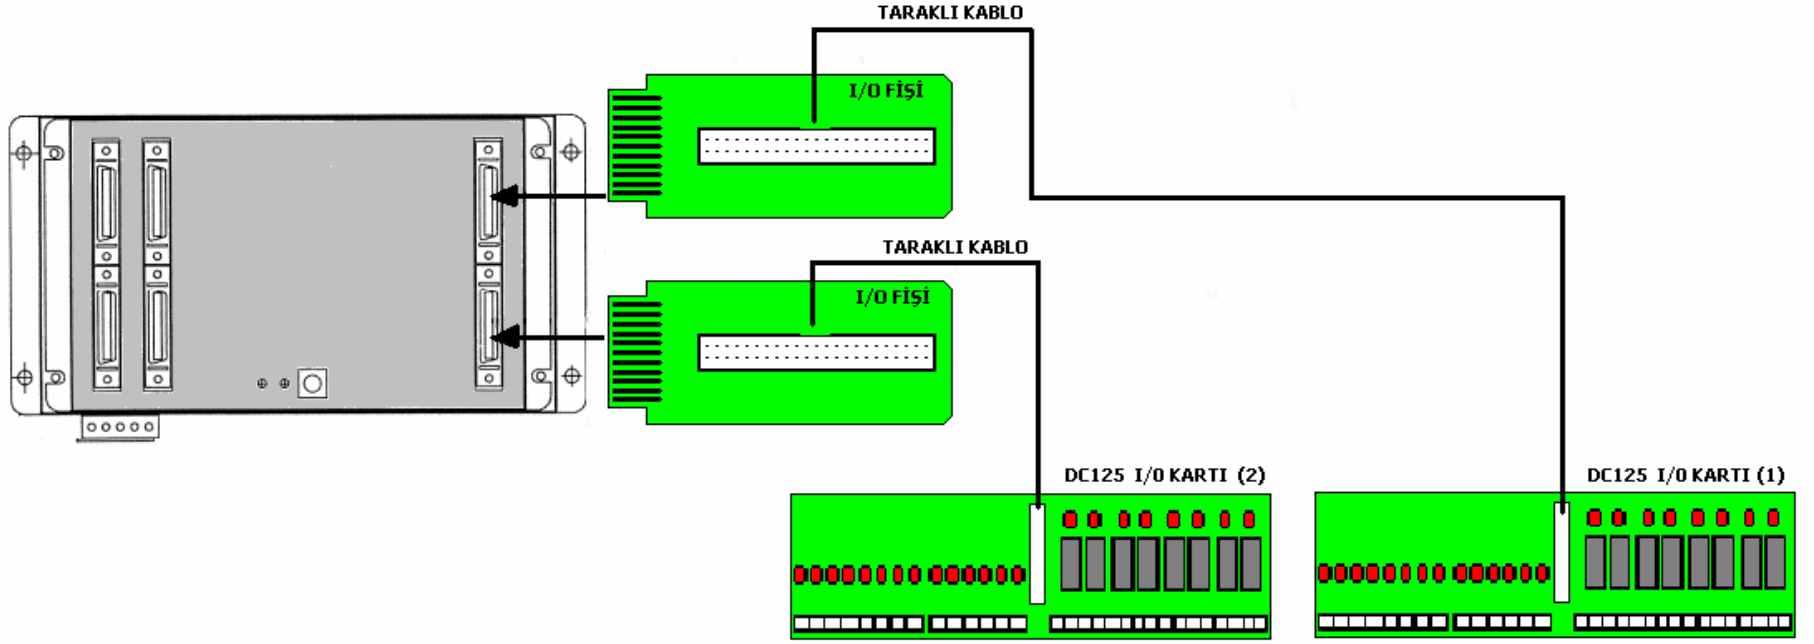 TARAKLI KABLO
I/O FİŞİ
TARAKLI KABLO
I/O FİŞİ
DC125 I/O KARTI (2)
DC125 I/O KARTI (1)